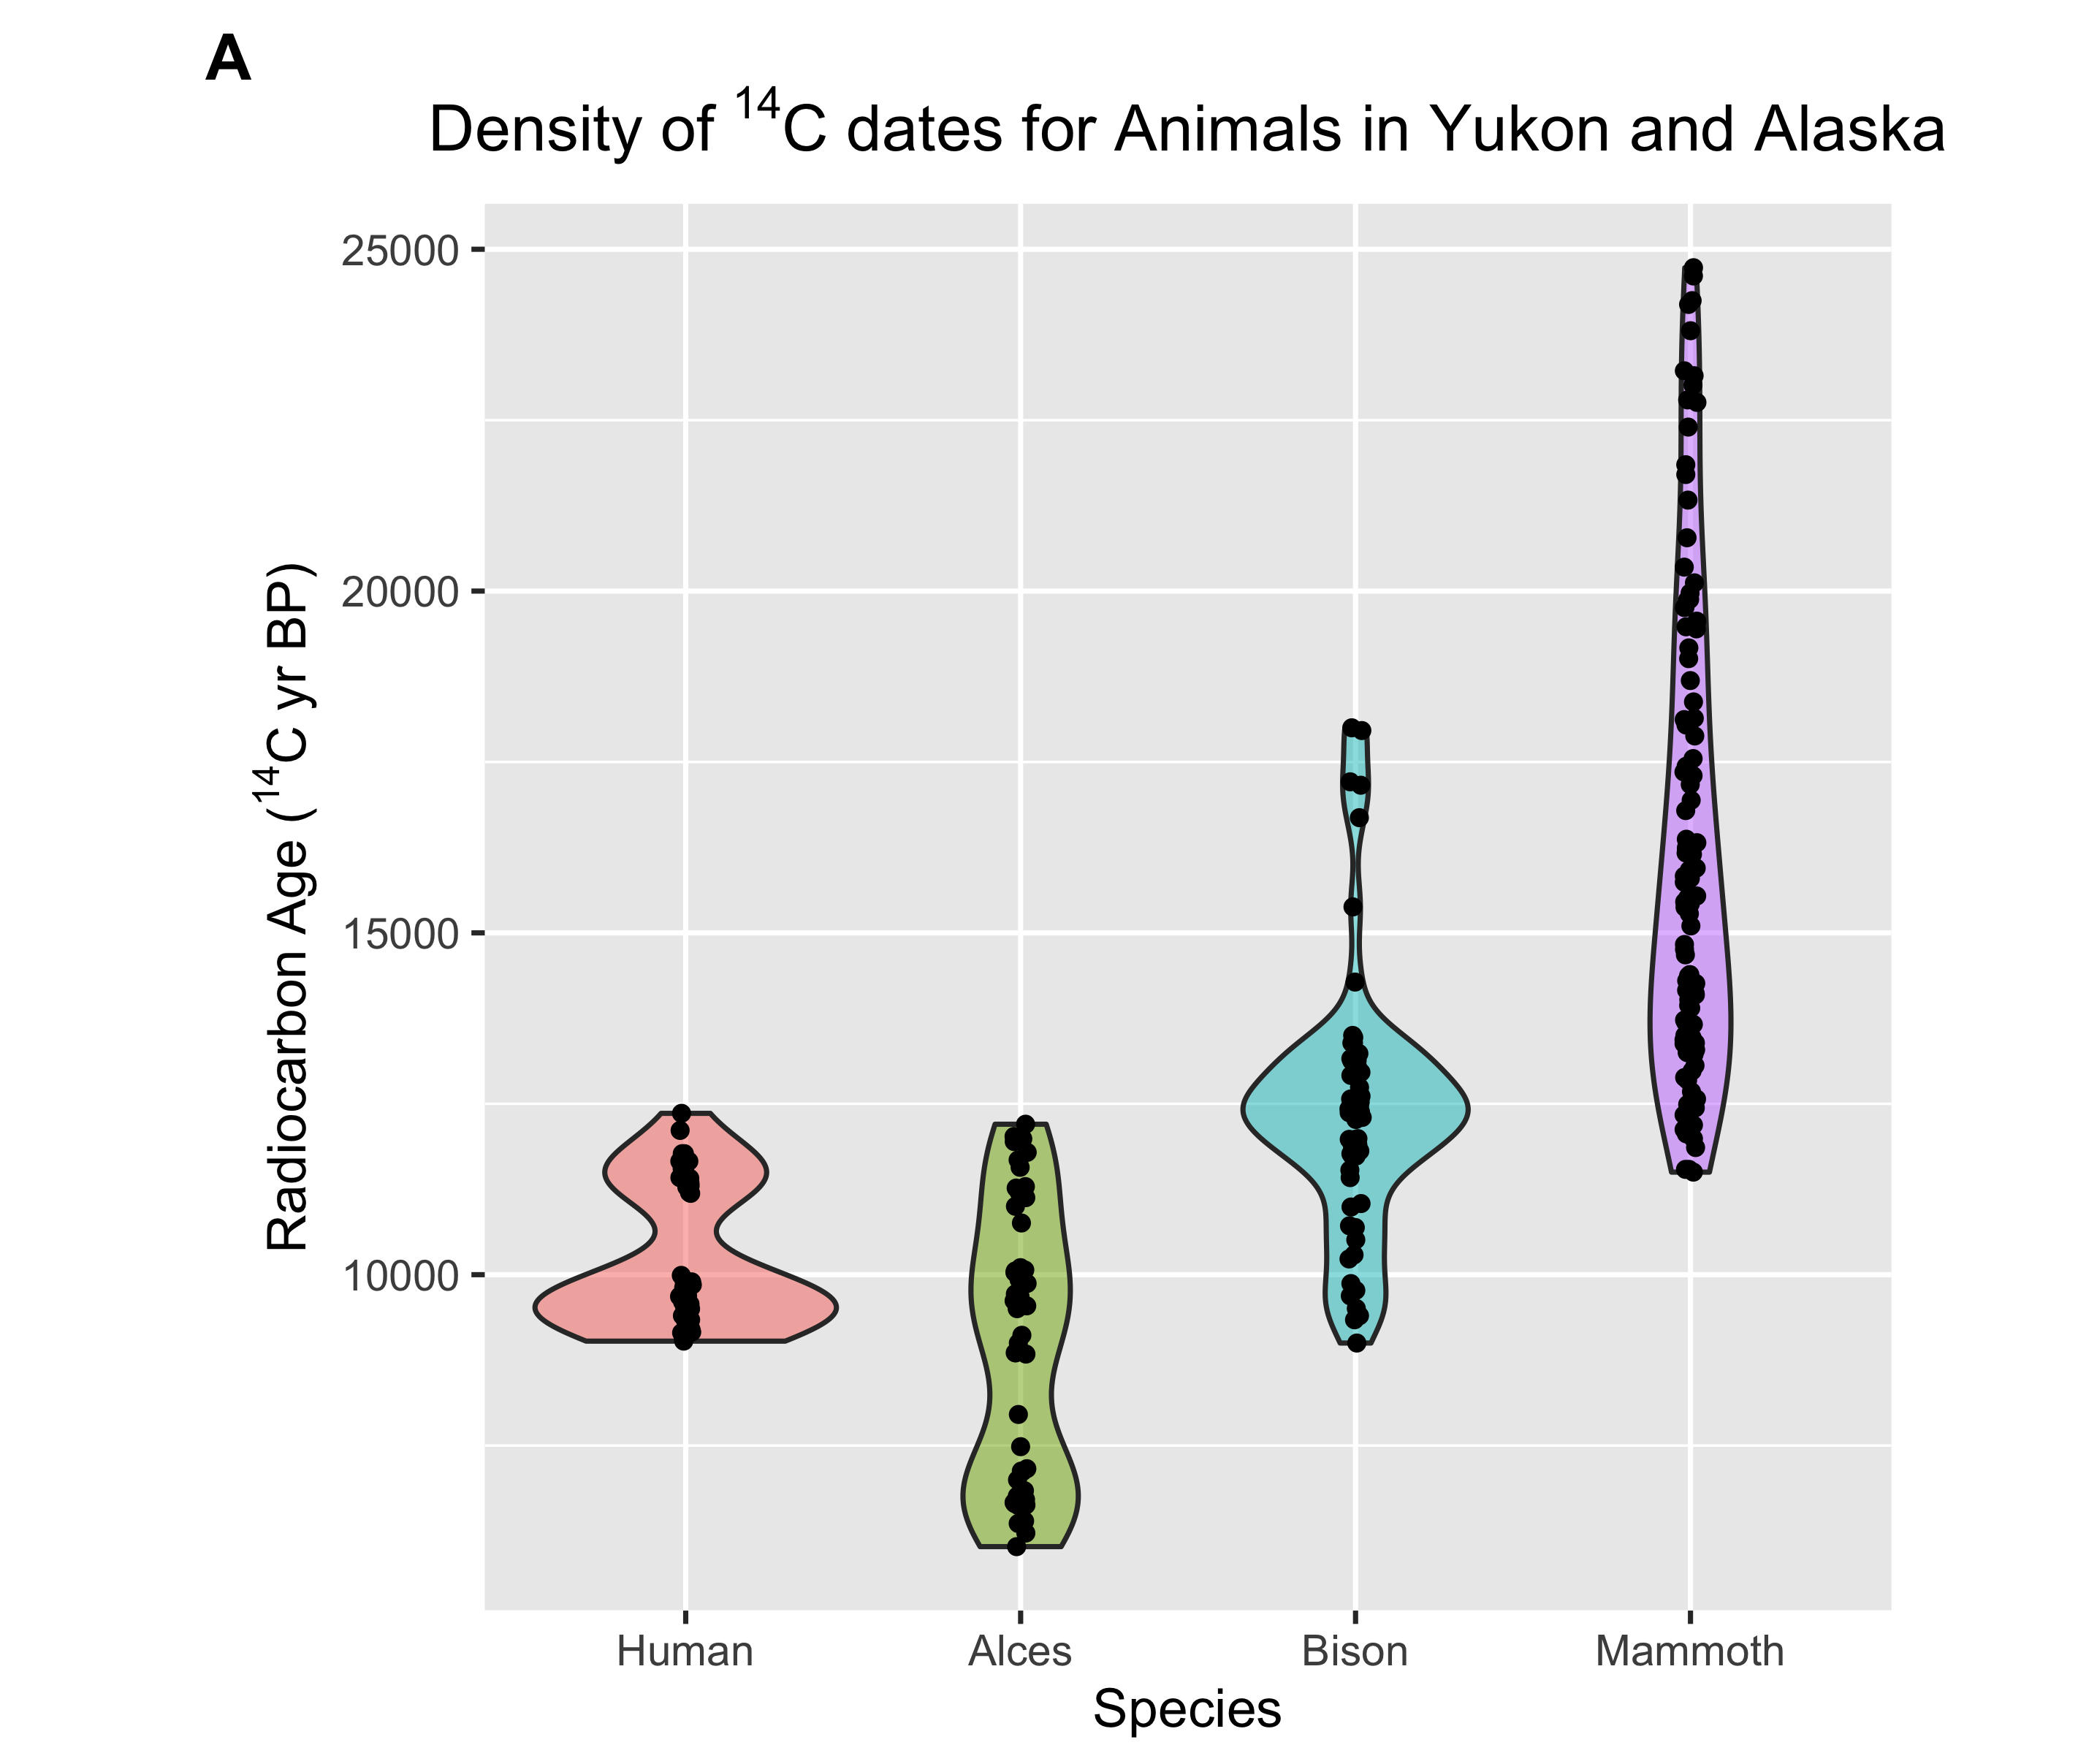 A
Density of ¹⁴C dates for Animals in Yukon and Alaska
Radiocarbon Age (¹⁴C yr BP)
25000
20000
15000
10000
Human Alces Bison Mammoth
Species